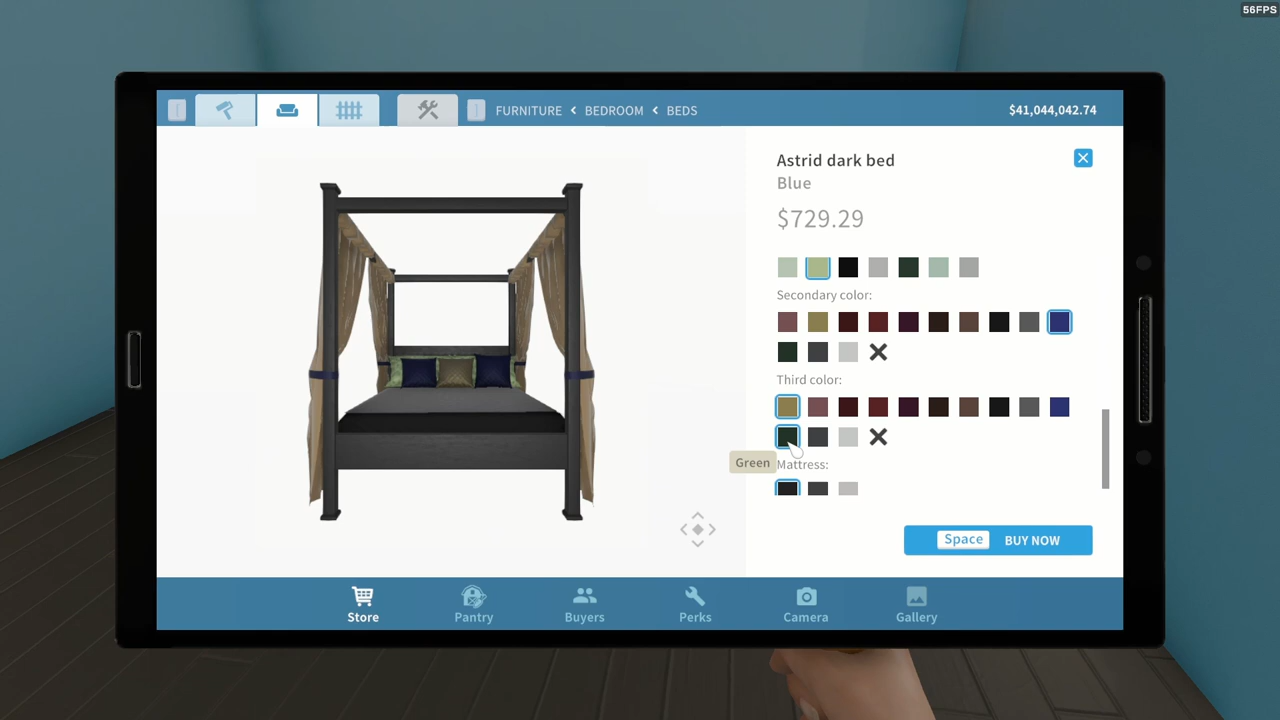 56FPS
FURNITURE < BEDROOM < BEDS
$41,044,042.74
Astrid dark bed
Blue
$729.29
Secondary color:
Third color:
Green
Mattress:
Space BUY NOW
Store
Pantry
Buyers
Perks
Camera
Gallery